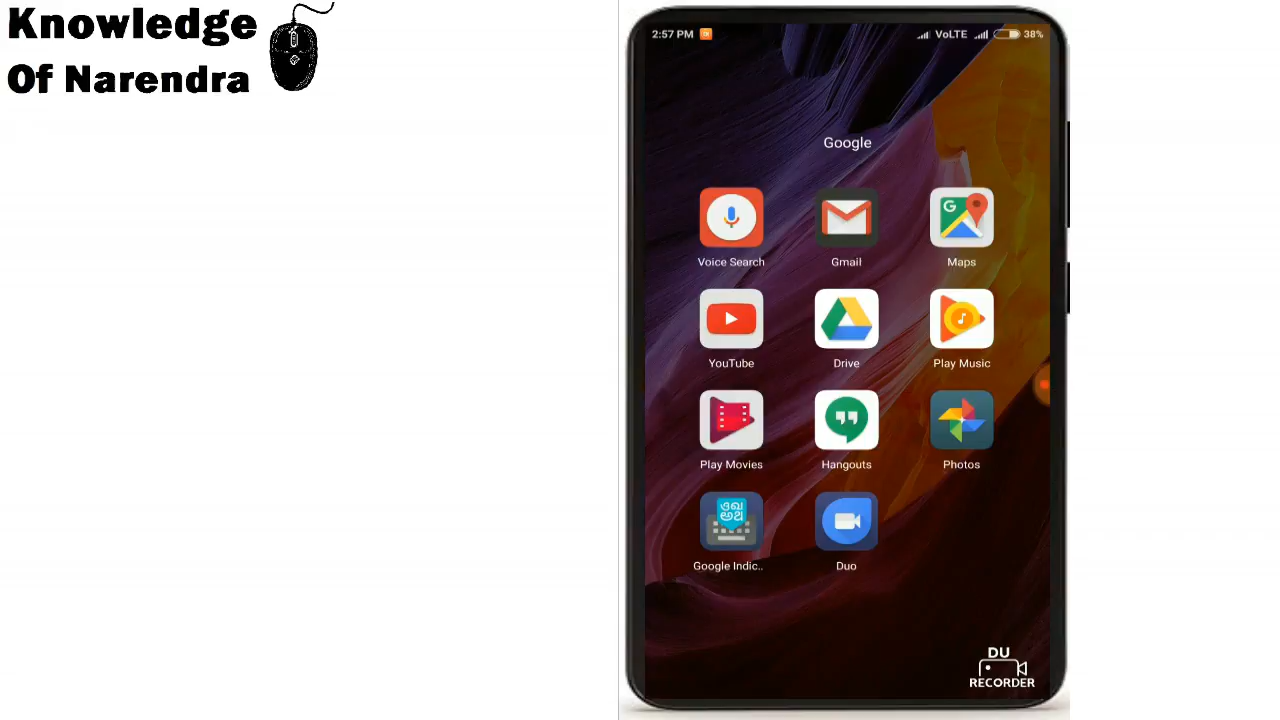 Knowledge
Of Narendra
2:57 PM
VoLTE
38%
Google
Voice Search
Gmail
Maps
YouTube
Drive
Play Music
Play Movies
Hangouts
Photos
Google Indic..
Duo
DU
RECORDER